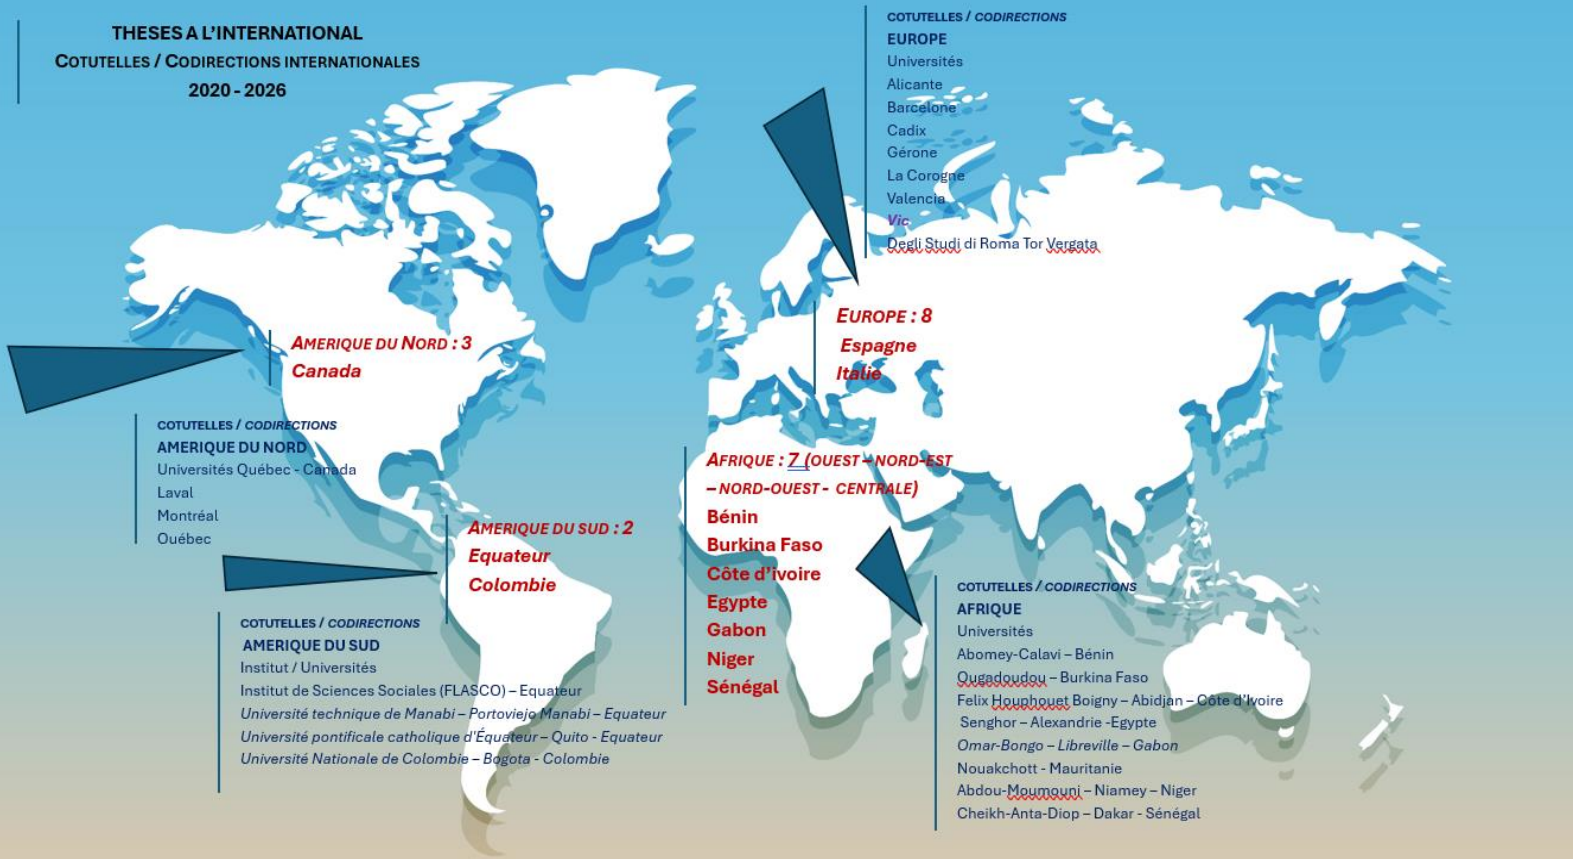 THESES A L'INTERNATIONAL
COTUTELLES / CODIRECTIONS INTERNATIONALES
2020 - 2026
COTUTELLES / CODIRECTIONS
EUROPE
Universités
Alicante
Barcelone
Cadix
Gérone
La Corogne
Valencia
Vic
Degli Studi di Roma Tor Vergata
EUROPE : 8
Espagne
Italie
AMERIQUE DU NORD : 3
Canada
COTUTELLES / CODIRECTIONS
AMERIQUE DU NORD
Universités Québec - Canada
Laval
Montréal
Québec
AMERIQUE DU SUD : 2
Equateur
Colombie
COTUTELLES / CODIRECTIONS
AMERIQUE DU SUD
Institut / Universités
Institut de Sciences Sociales (FLASCO) – Equateur
Université technique de Manabi – Portoviejo Manabi – Equateur
Université pontificale catholique d'Équateur – Quito - Equateur
Université Nationale de Colombie – Bogota - Colombie
AFRIQUE : 7 (OUEST – NORD-EST
– NORD-OUEST - CENTRALE)
Bénin
Burkina Faso
Côte d'ivoire
Egypte
Gabon
Niger
Sénégal
COTUTELLES / CODIRECTIONS
AFRIQUE
Universités
Abomey-Calavi – Bénin
Ougadoudou – Burkina Faso
Felix Houphouet Boigny – Abidjan – Côte d'Ivoire
Senghor – Alexandrie -Egypte
Omar-Bongo – Libreville – Gabon
Nouakchott - Mauritanie
Abdou-Moumouni – Niamey – Niger
Cheikh-Anta-Diop – Dakar - Sénégal